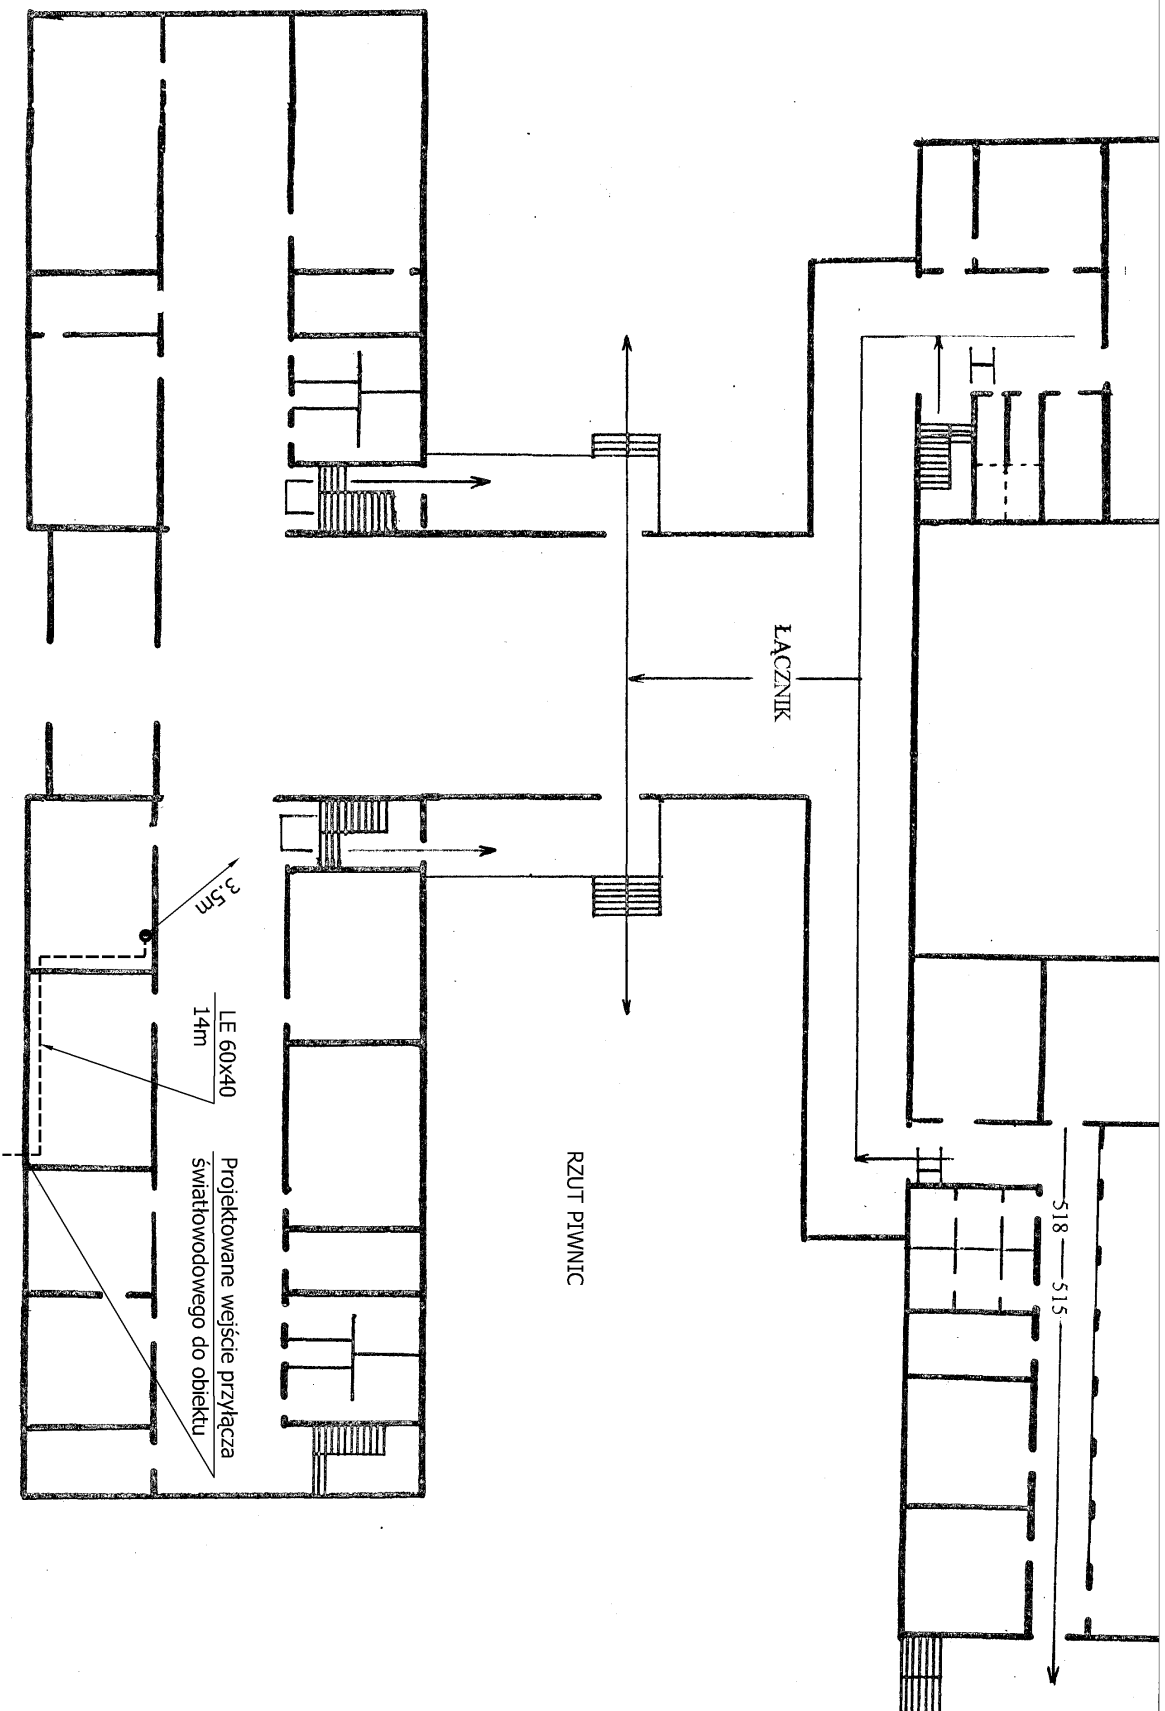 ŁĄCZNIK
518
515
RZUT PIWNIC
3.5m
LE 60x40
14m
Projektowane wejście przyłącza
światłowodowego do obiektu